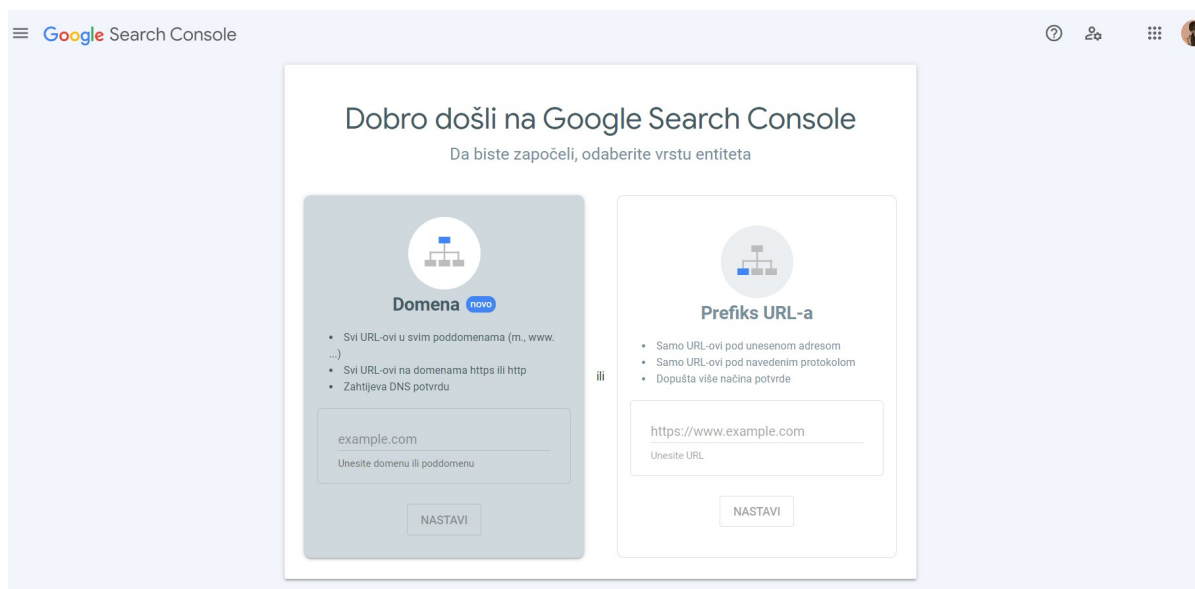 Google Search Console
Dobro došli na Google Search Console
Da biste započeli, odaberite vrstu entiteta
Domena novo
• Svi URL-ovi u svim poddomenama (m., www.
...)
• Svi URL-ovi na domenama https ili http
• Zahtijeva DNS potvrdu
example.com
Unesite domenu ili poddomenu
NASTAVI
ili
Prefiks URL-a
• Samo URL-ovi pod unesenom adresom
• Samo URL-ovi pod navedenim protokolom
• Dopušta više načina potvrde
https://www.example.com
Unesite URL
NASTAVI